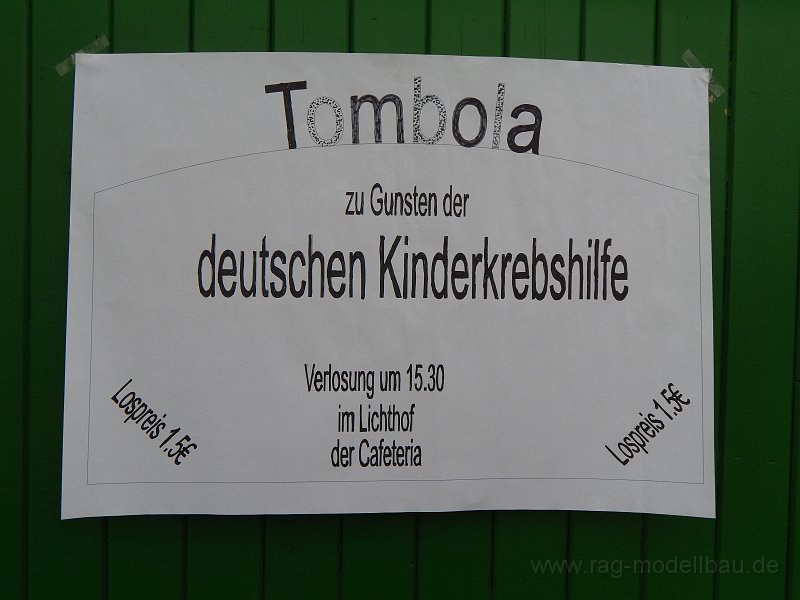 Tombola
zu Gunsten der
deutschen Kinderkrebshilfe
Verlosung um 15.30
im Lichthof
der Cafeteria
Lospreis 1.5€
Lospreis 1.5€
www.rag-modellbau.de